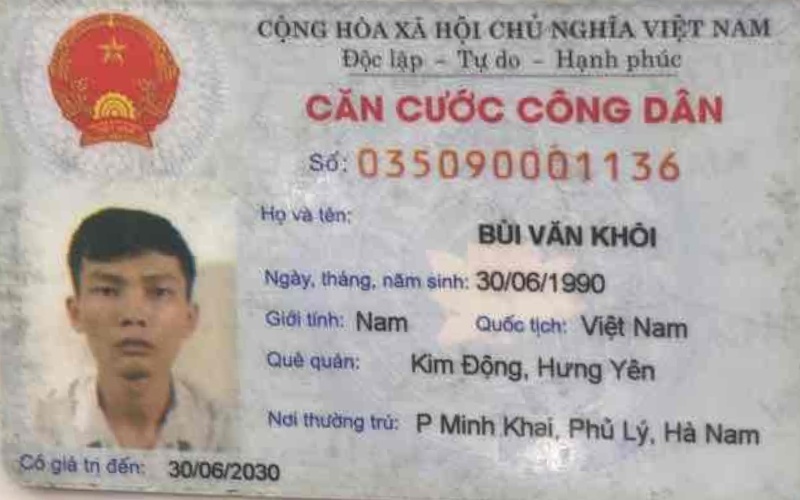 CỘNG HÒA XÃ HỘI CHỦ NGHĨA VIỆT NAM
Độc lập - Tự do - Hạnh phúc
CĂN CƯỚC CÔNG DÂN
Số: 035090001136
Họ và tên:
BÙI VĂN KHÔI
Ngày, tháng, năm sinh: 30/06/1990
Giới tính: Nam Quốc tịch: Việt Nam
Quê quán: Kim Động, Hưng Yên
Nơi thường trú: P Minh Khai, Phủ Lý, Hà Nam
Có giá trị đến: 30/06/2030